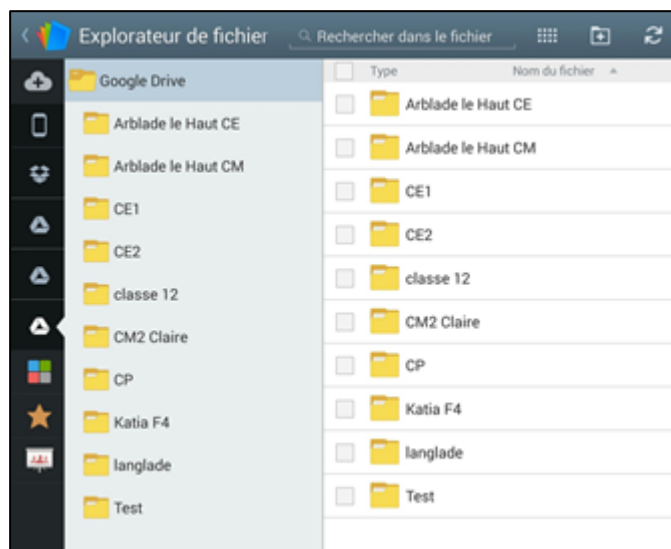 Explorateur de fichier
Rechercher dans le fichier
Google Drive
Arblade le Haut CE
Arblade le Haut CM
CE1
CE2
classe 12
CM2 Claire
CP
Katia F4
langlade
Test
Type Nom du fichier
Arblade le Haut CE
Arblade le Haut CM
CE1
CE2
classe 12
CM2 Claire
CP
Katia F4
langlade
Test